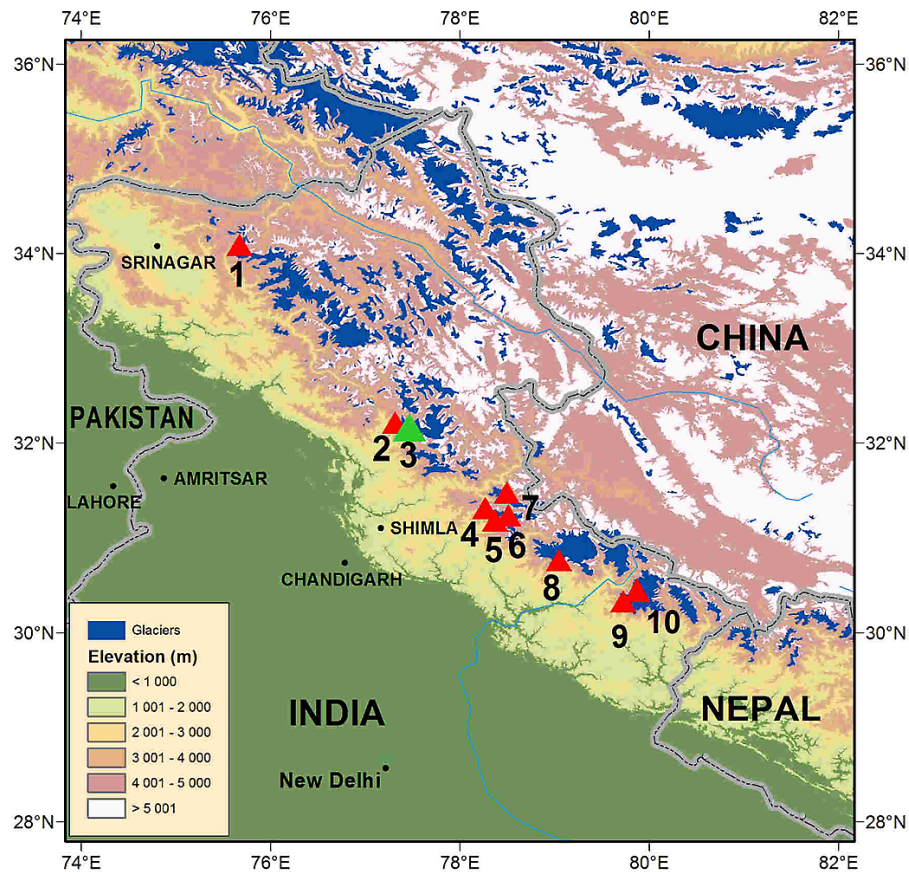 74°E
76°E
78°E
80°E
82°E
36°N
36°N
34°N
34°N
SRINAGAR
1
CHINA
PAKISTAN
32°N
32°N
2
3
AMRITSAR
LAHORE
7
SHIMLA
4
5
6
CHANDIGARH
8
9
10
30°N
30°N
Glaciers
Elevation (m)
< 1 000
1 001 - 2 000
2 001 - 3 000
3 001 - 4 000
4 001 - 5 000
> 5 001
INDIA
NEPAL
New Delhi
28°N
28°N
74°E
76°E
78°E
80°E
82°E